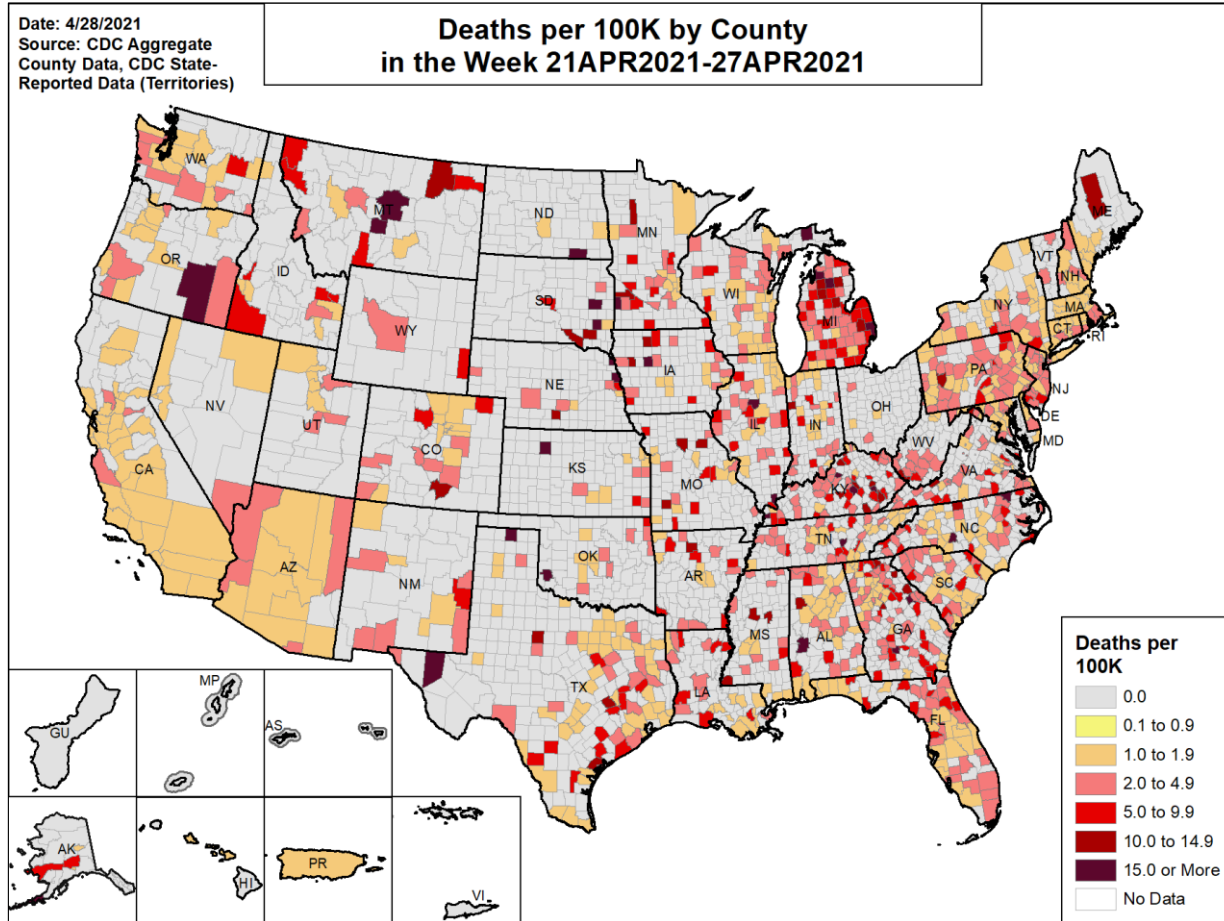 Date: 4/28/2021
Source: CDC Aggregate
County Data, CDC State-
Reported Data (Territories)
Deaths per 100K by County
in the Week 21APR2021-27APR2021
WA
MT
ND
MN
ME
OR
ID
SD
WI
MI
VT
NH
NY
MA
CT
RI
WY
NE
IA
PA
NJ
NV
UT
CO
IL
IN
OH
DE
MD
WV
VA
CA
KS
MO
KY
AZ
NM
OK
AR
TN
NC
SC
MS
AL
GA
TX
LA
FL
GU
MP
AS
AK
HI
PR
VI
Deaths per
100K
0.0
0.1 to 0.9
1.0 to 1.9
2.0 to 4.9
5.0 to 9.9
10.0 to 14.9
15.0 or More
No Data